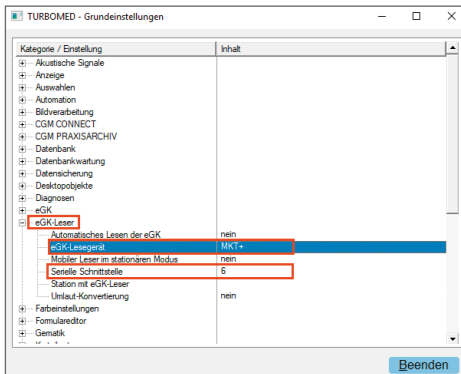 TURBOMED - Grundeinstellungen
Kategorie / Einstellung Inhalt
Akustische Signale
Anzeige
Auswahlen
Automation
Bildverarbeitung
CGM CONNECT
CGM PRAXISARCHIV
Datenbank
Datenbankwartung
Datensicherung
Desktopobjekte
Diagnosen
eGK
eGK-Leser
Automatisches Lesen der eGK nein
eGK-Lesegerät MKT+
Mobiler Leser im stationären Modus nein
Serielle Schnittstelle 6
Station mit eGK-Leser
Umlaut-Konvertierung nein
Farbeinstellungen
Formulareditor
Gematik
Beenden